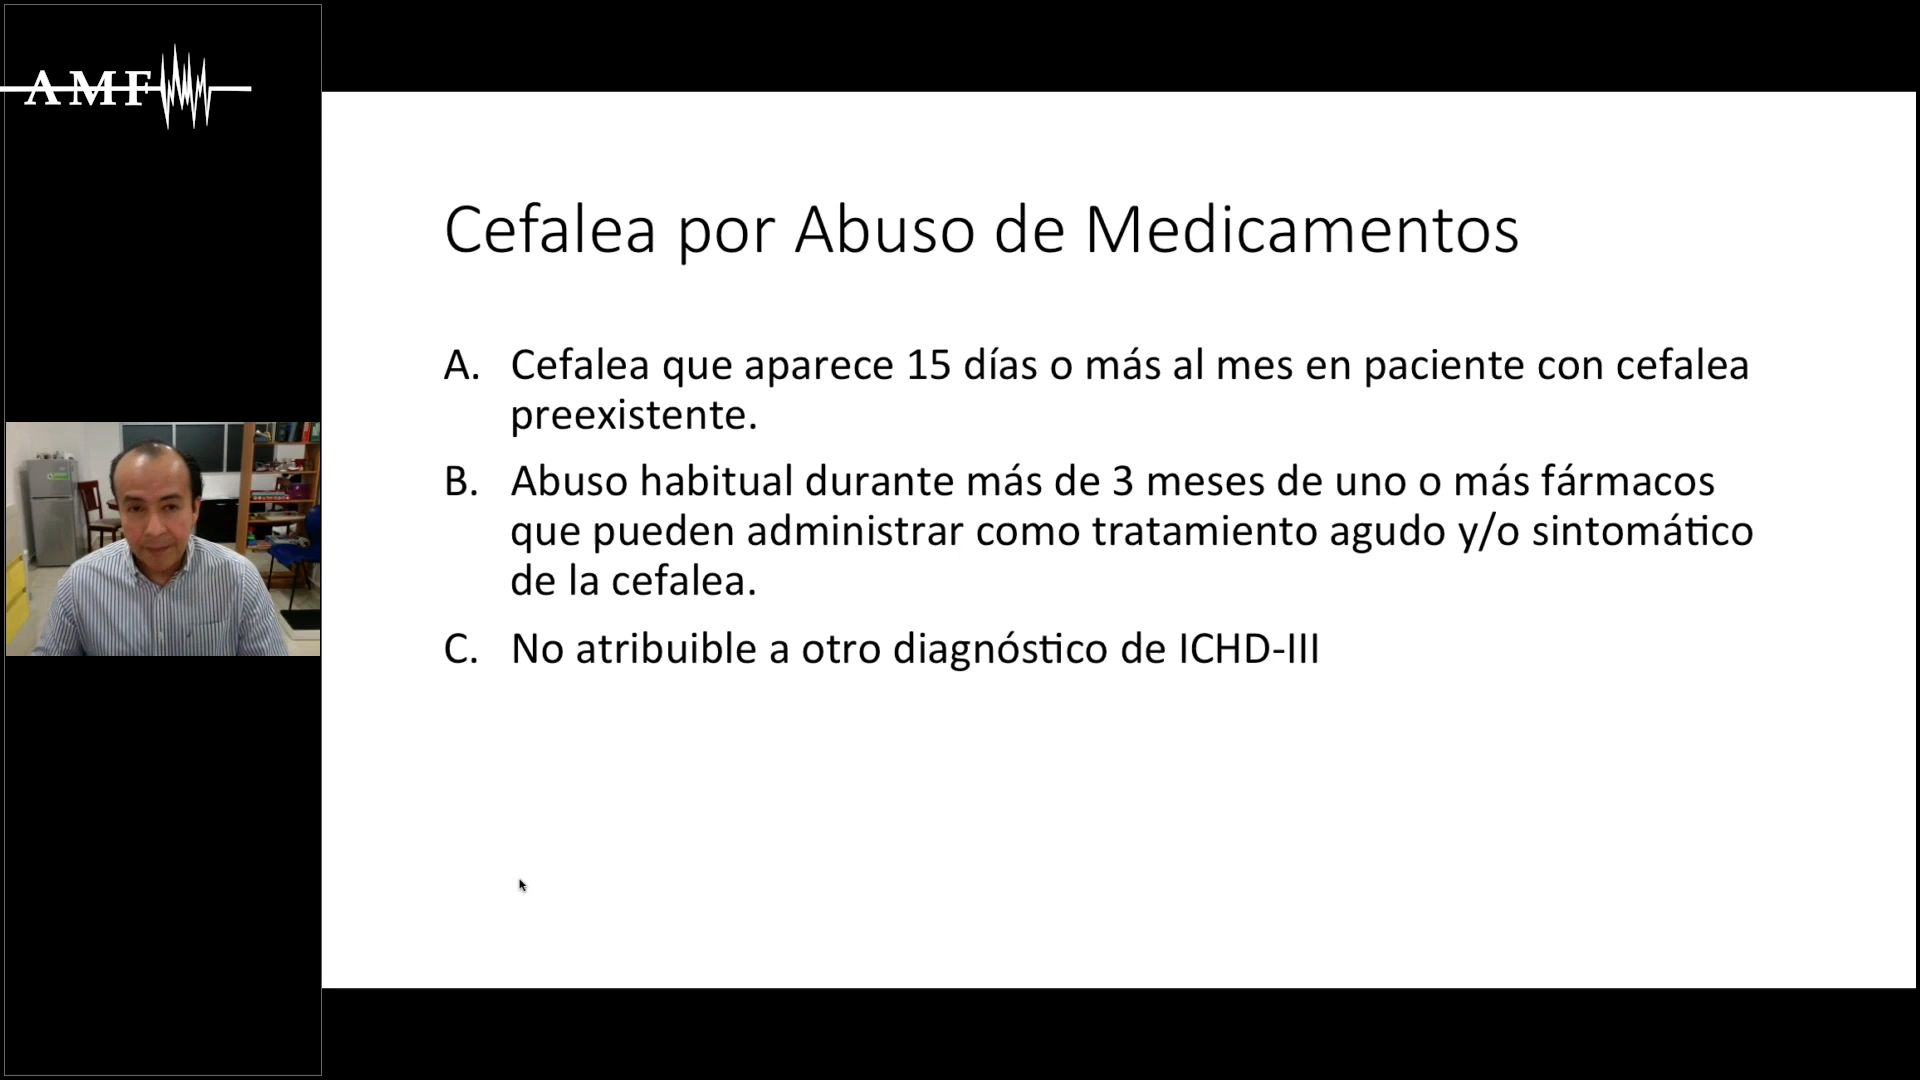 AMF
Cefalea por Abuso de Medicamentos
A. Cefalea que aparece 15 días o más al mes en paciente con cefalea
preexistente.
B. Abuso habitual durante más de 3 meses de uno o más fármacos
que pueden administrar como tratamiento agudo y/o sintomático
de la cefalea.
C. No atribuible a otro diagnóstico de ICHD-III